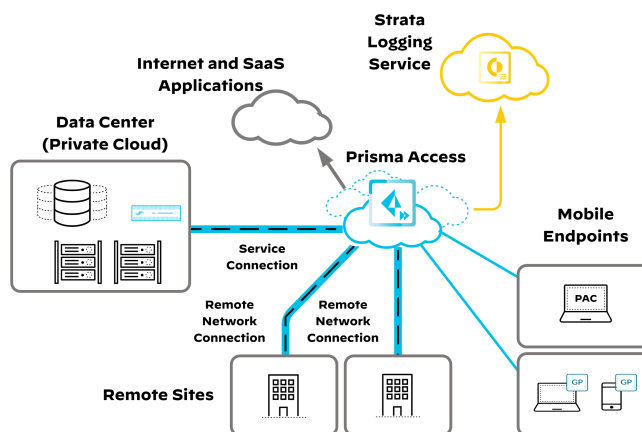 Strata
Logging
Service
Internet and SaaS
Applications
Data Center
(Private Cloud)
Prisma Access
Mobile
Endpoints
Service
Connection
PAC
Remote
Network
Connection
Remote
Network
Connection
GP
GP
Remote Sites